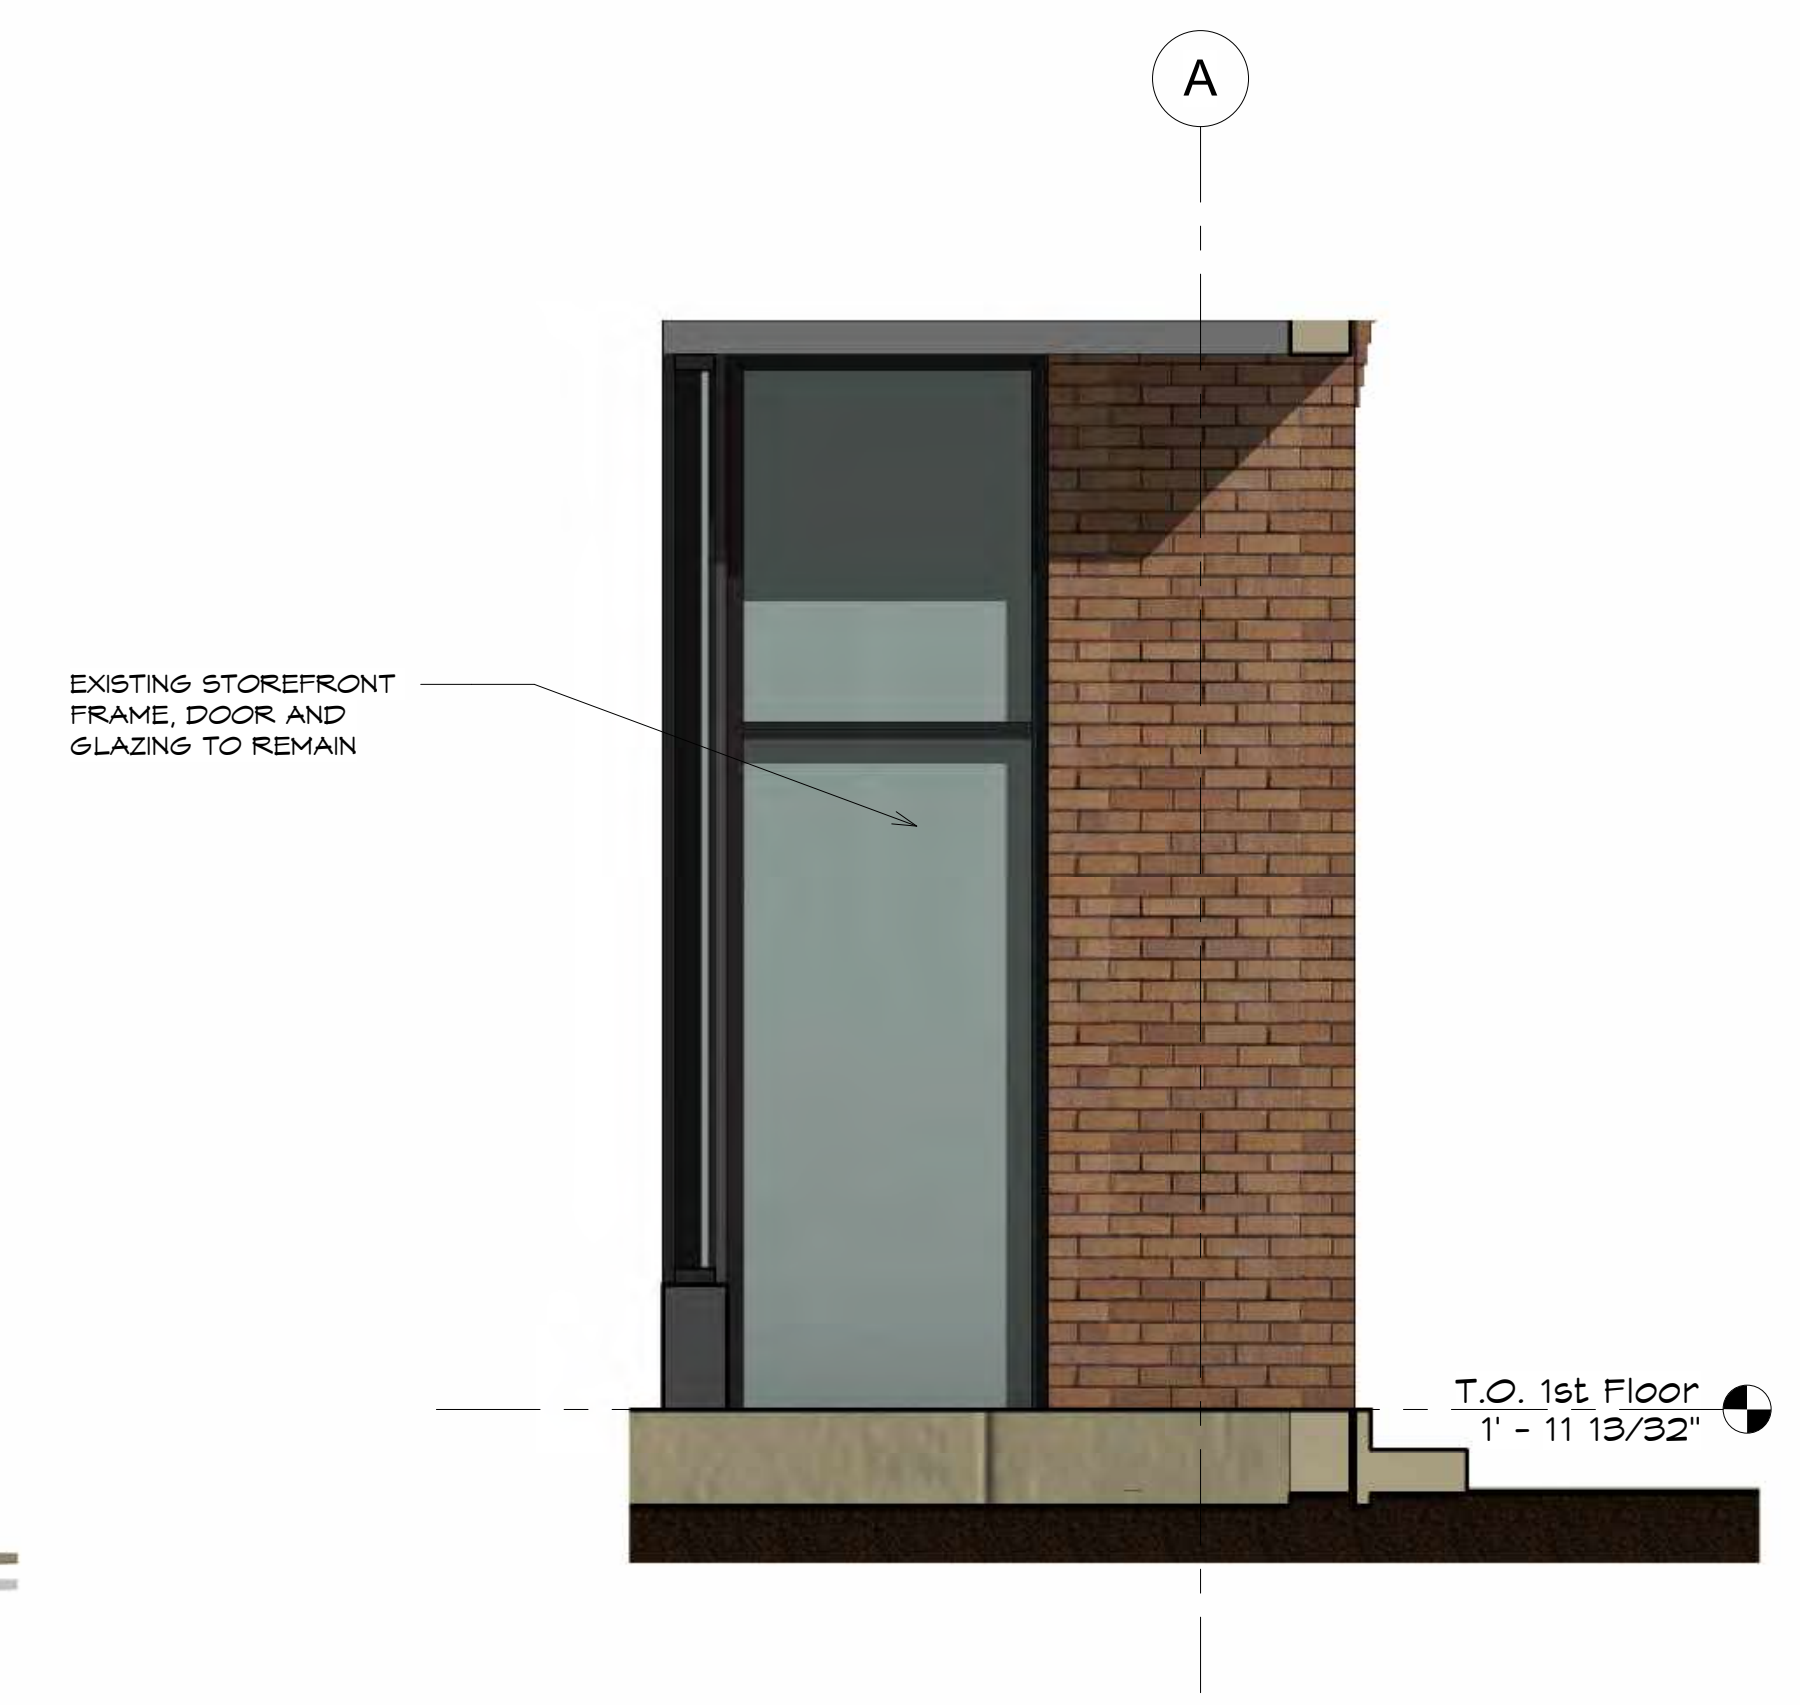 A
EXISTING STOREFRONT
FRAME, DOOR AND
GLAZING TO REMAIN
T.O. 1st Floor
1' - 11 13/32"